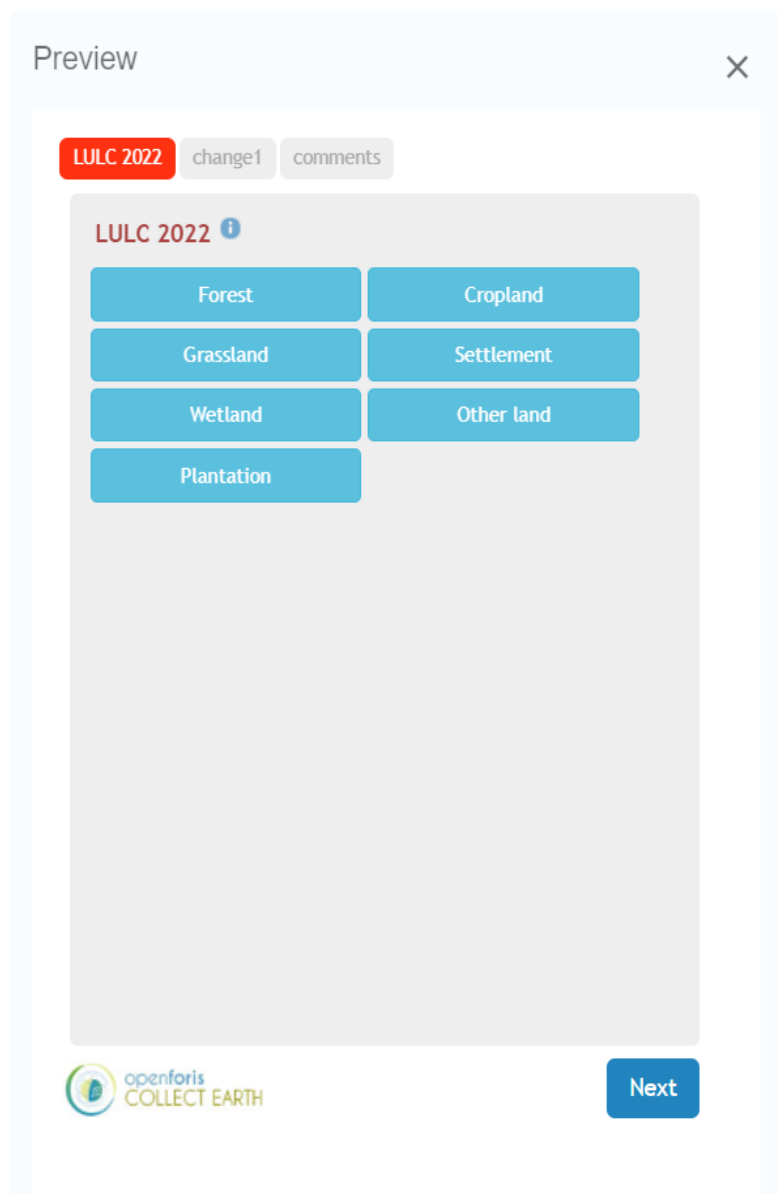 Preview
LULC 2022 change1 comments
LULC 2022
Forest Cropland
Grassland Settlement
Wetland Other land
Plantation
openforis
COLLECT EARTH
Next